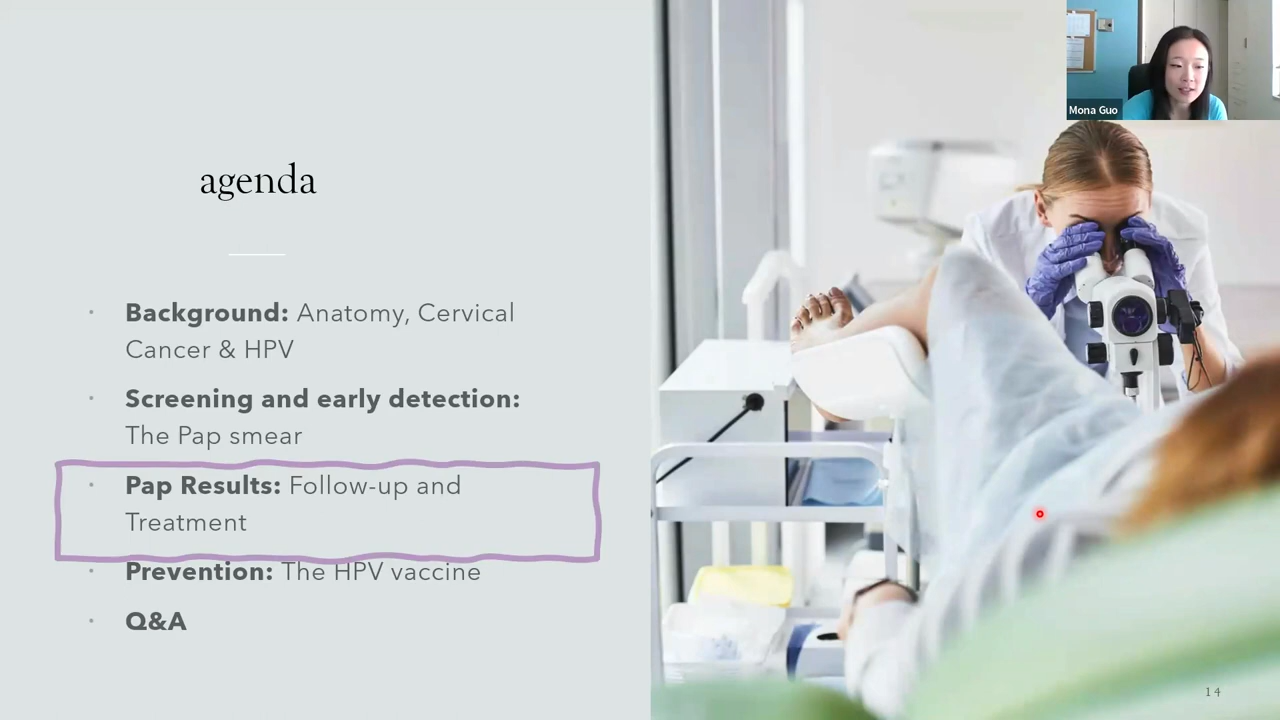 Mona Guo
agenda
· Background: Anatomy, Cervical
Cancer & HPV
· Screening and early detection:
The Pap smear
· Pap Results: Follow-up and
Treatment
· Prevention: The HPV vaccine
· Q&A
14